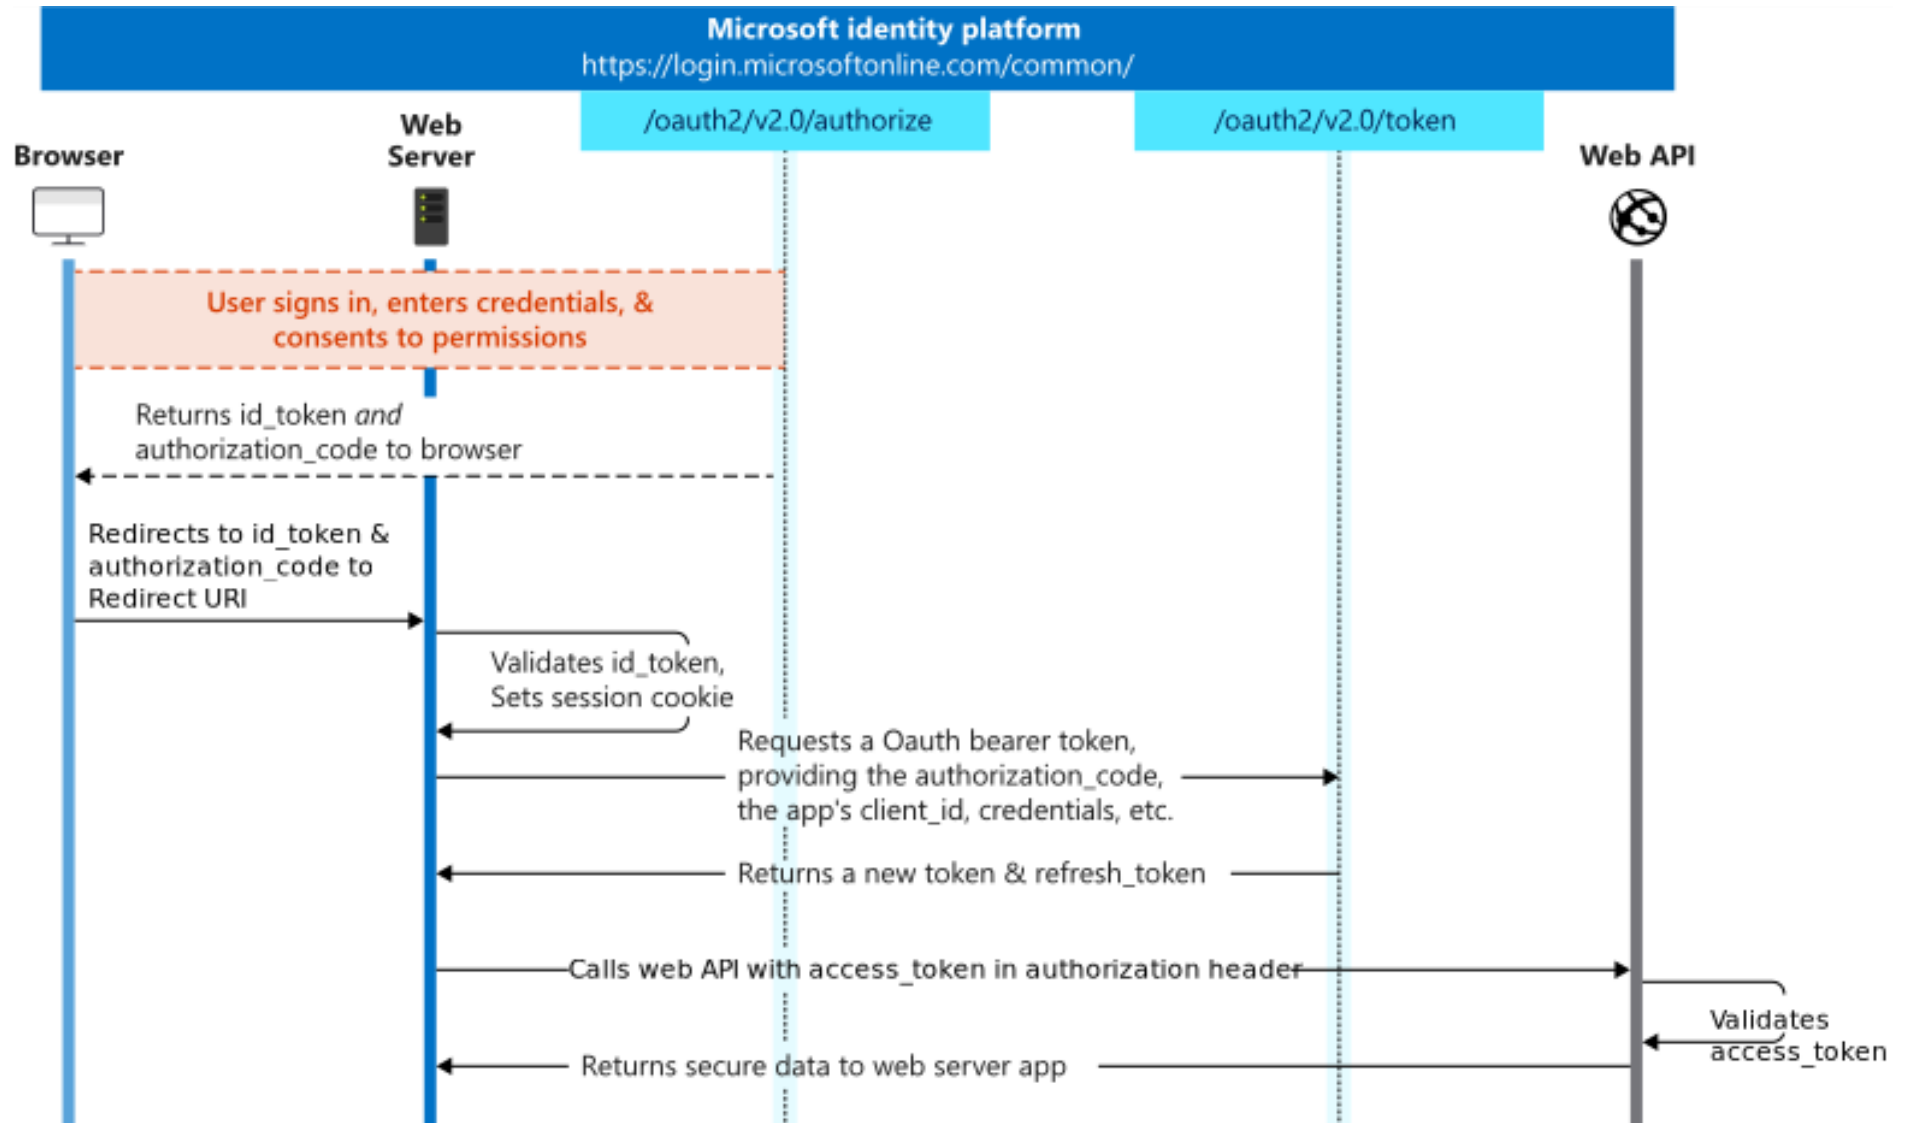 Microsoft identity platform
https://login.microsoftonline.com/common/
/oauth2/v2.0/authorize
/oauth2/v2.0/token
Browser
Web
Server
Web API
User signs in, enters credentials, &
consents to permissions
Returns id_token and
authorization_code to browser
Redirects to id_token &
authorization_code to
Redirect URI
Validates id_token,
Sets session cookie
Requests a Oauth bearer token,
providing the authorization_code,
the app's client_id, credentials, etc.
Returns a new token & refresh_token
Calls web API with access_token in authorization header
Validates
access_token
Returns secure data to web server app